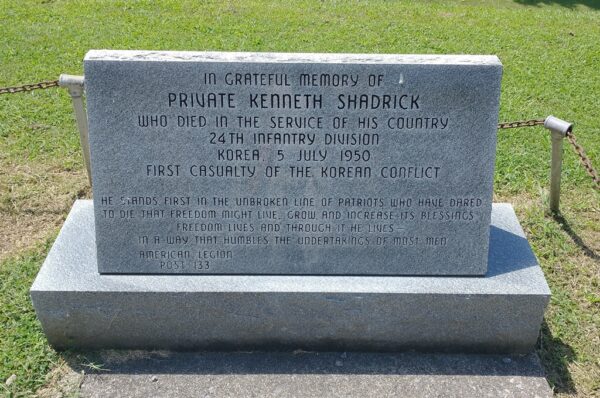 IN GRATEFUL MEMORY OF
PRIVATE KENNETH SHADRICK
WHO DIED IN THE SERVICE OF HIS COUNTRY
24TH INFANTRY DIVISION
KOREA, 5 JULY 1950
FIRST CASUALTY OF THE KOREAN CONFLICT
HE STANDS FIRST IN THE UNBROKEN LINE OF PATRIOTS WHO HAVE DARED
TO DIE THAT FREEDOM MIGHT LIVE, GROW AND INCREASE ITS BLESSINGS
FREEDOM LIVES AND THROUGH IT HE LIVES—
IN A WAY THAT HUMBLES THE UNDERTAKINGS OF MOST MEN
AMERICAN LEGION
POST 133